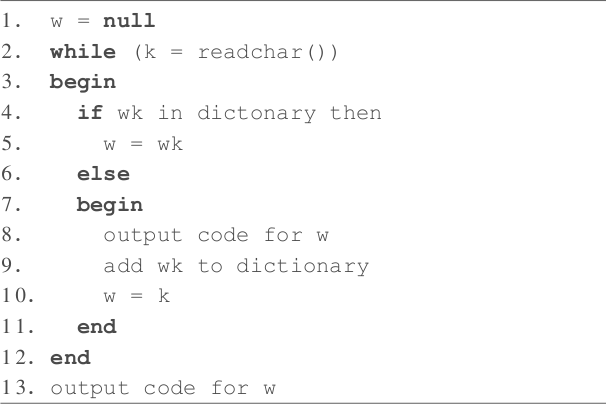 1. w = null
2. while (k = readchar())
3. begin
4. if wk in dictonary then
5. w = wk
6. else
7. begin
8. output code for w
9. add wk to dictionary
10. w = k
11. end
12. end
13. output code for w